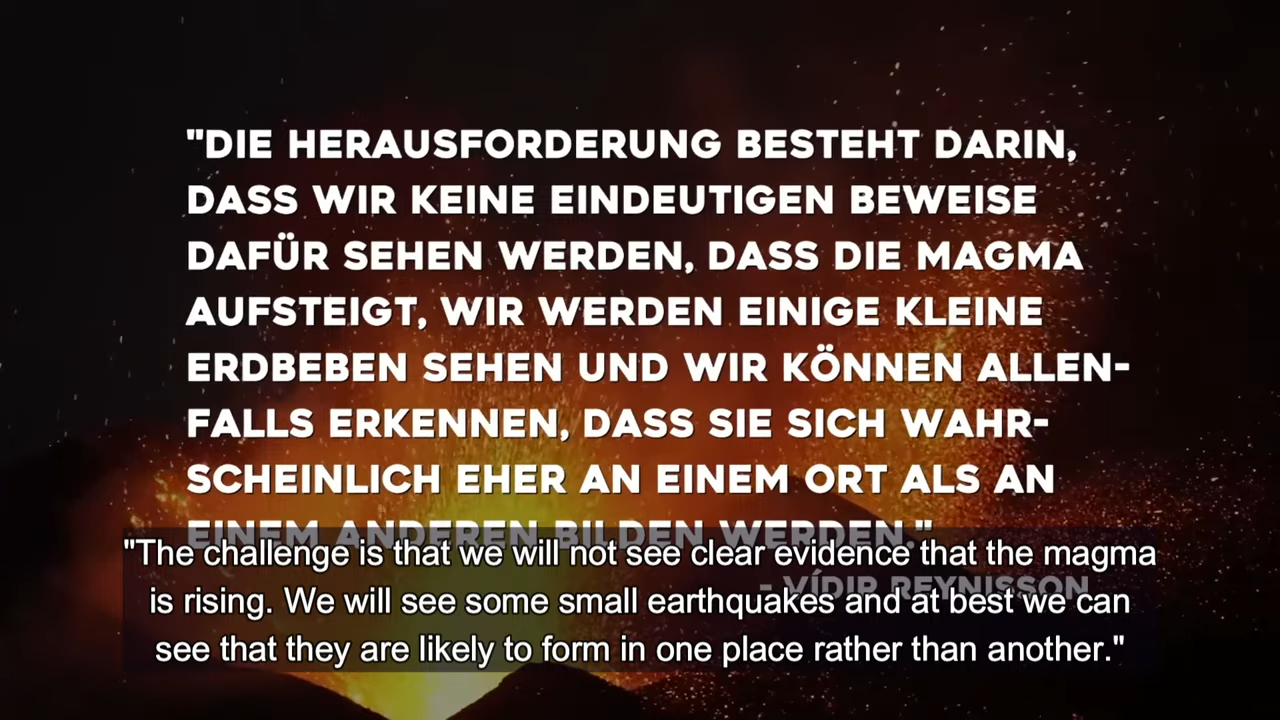 "DIE HERAUSFORDERUNG BESTEHT DARIN,
DASS WIR KEINE EINDEUTIGEN BEWEISE
DAFÜR SEHEN WERDEN, DASS DIE MAGMA
AUFSTEIGT, WIR WERDEN EINIGE KLEINE
ERDBEBEN SEHEN UND WIR KÖNNEN ALLEN-
FALLS ERKENNEN, DASS SIE SICH WAHR-
SCHEINLICH EHER AN EINEM ORT ALS AN
EINEM ANDEREN BILDEN WERDEN."
- VÍDIR REYNISSON
"The challenge is that we will not see clear evidence that the magma
is rising. We will see some small earthquakes and at best we can
see that they are likely to form in one place rather than another."